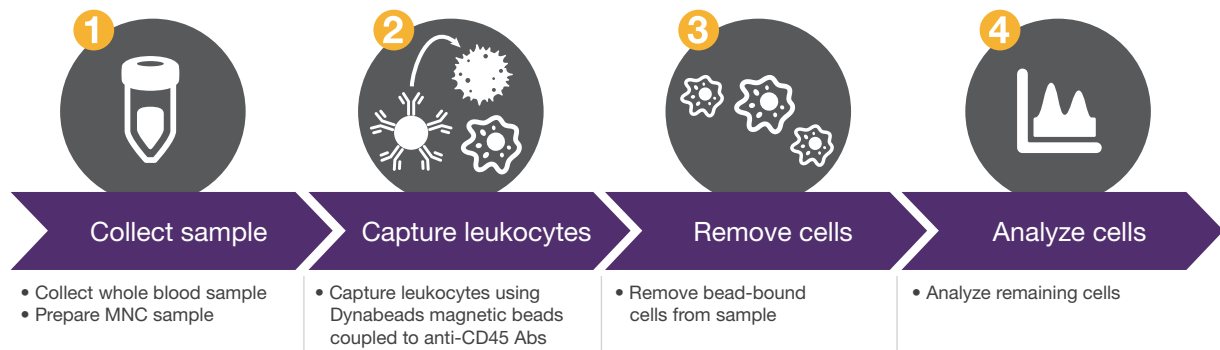 1
2
3
4
Collect sample
Capture leukocytes
Remove cells
Analyze cells
• Collect whole blood sample
• Prepare MNC sample
• Capture leukocytes using
Dynabeads magnetic beads
coupled to anti-CD45 Abs
• Remove bead-bound
cells from sample
• Analyze remaining cells